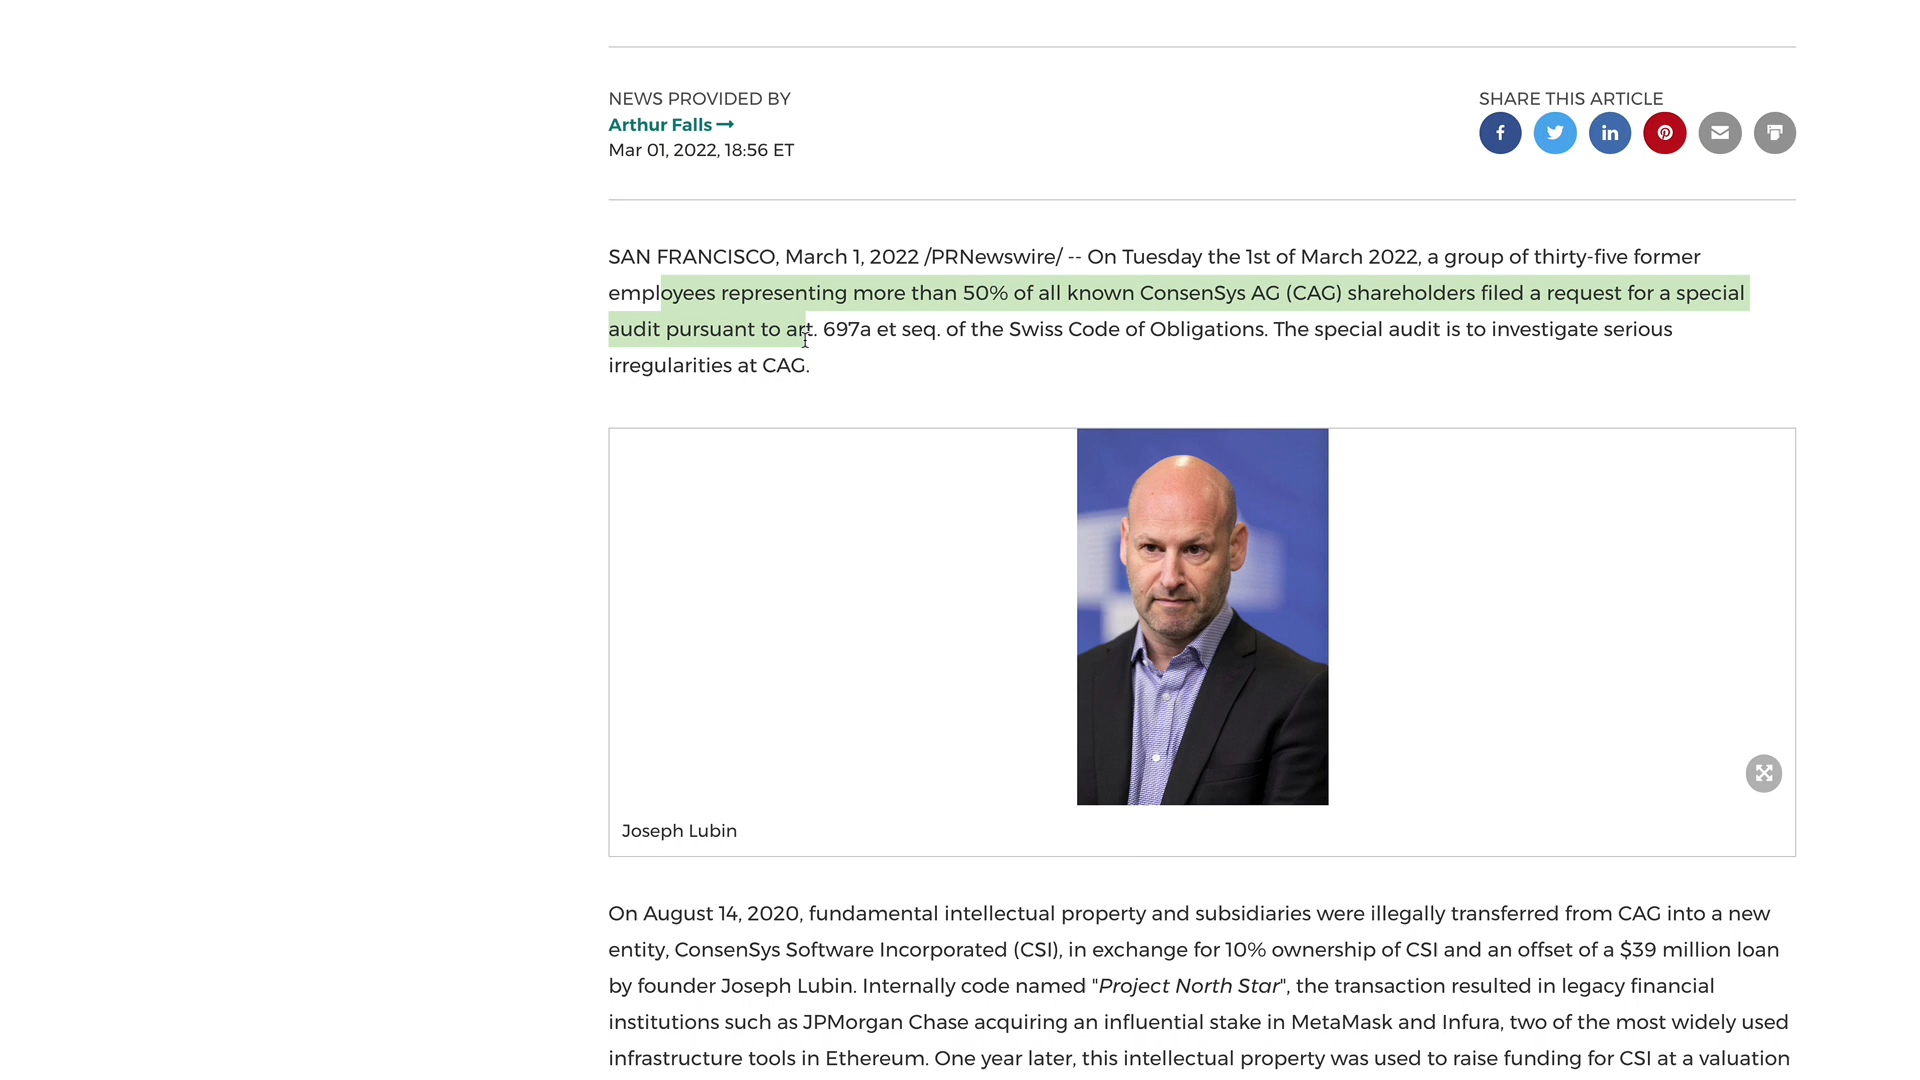 NEWS PROVIDED BY
Arthur Falls
Mar 01, 2022, 18:56 ET
SHARE THIS ARTICLE
SAN FRANCISCO, March 1, 2022 /PRNewswire/ -- On Tuesday the 1st of March 2022, a group of thirty-five former
employees representing more than 50% of all known ConsenSys AG (CAG) shareholders filed a request for a special
audit pursuant to art. 697a et seq. of the Swiss Code of Obligations. The special audit is to investigate serious
irregularities at CAG.
Joseph Lubin
On August 14, 2020, fundamental intellectual property and subsidiaries were illegally transferred from CAG into a new
entity, ConsenSys Software Incorporated (CSI), in exchange for 10% ownership of CSI and an offset of a $39 million loan
by founder Joseph Lubin. Internally code named "Project North Star", the transaction resulted in legacy financial
institutions such as JPMorgan Chase acquiring an influential stake in MetaMask and Infura, two of the most widely used
infrastructure tools in Ethereum. One year later, this intellectual property was used to raise funding for CSI at a valuation